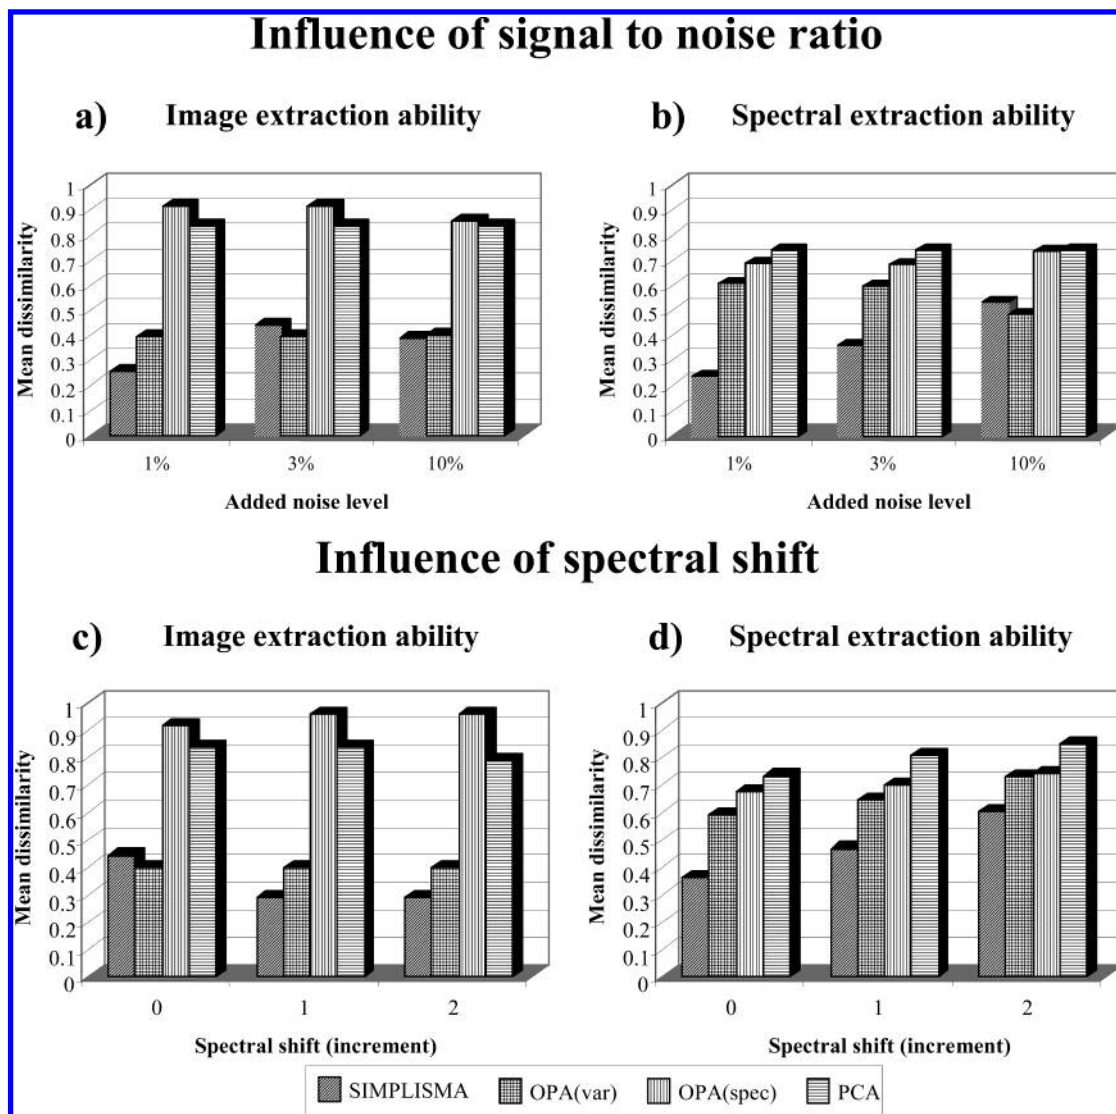 Influence of signal to noise ratio
a) Image extraction ability
Mean dissimilarity
1
0.9
0.8
0.7
0.6
0.5
0.4
0.3
0.2
0.1
0
1% 3% 10%
Added noise level
b) Spectral extraction ability
Mean dissimilarity
1
0.9
0.8
0.7
0.6
0.5
0.4
0.3
0.2
0.1
0
1% 3% 10%
Added noise level
Influence of spectral shift
c) Image extraction ability
Mean dissimilarity
1
0.9
0.8
0.7
0.6
0.5
0.4
0.3
0.2
0.1
0
0 1 2
Spectral shift (increment)
d) Spectral extraction ability
Mean dissimilarity
1
0.9
0.8
0.7
0.6
0.5
0.4
0.3
0.2
0.1
0
0 1 2
Spectral shift (increment)
SIMPLISMA OPA(var) OPA(spec) PCA